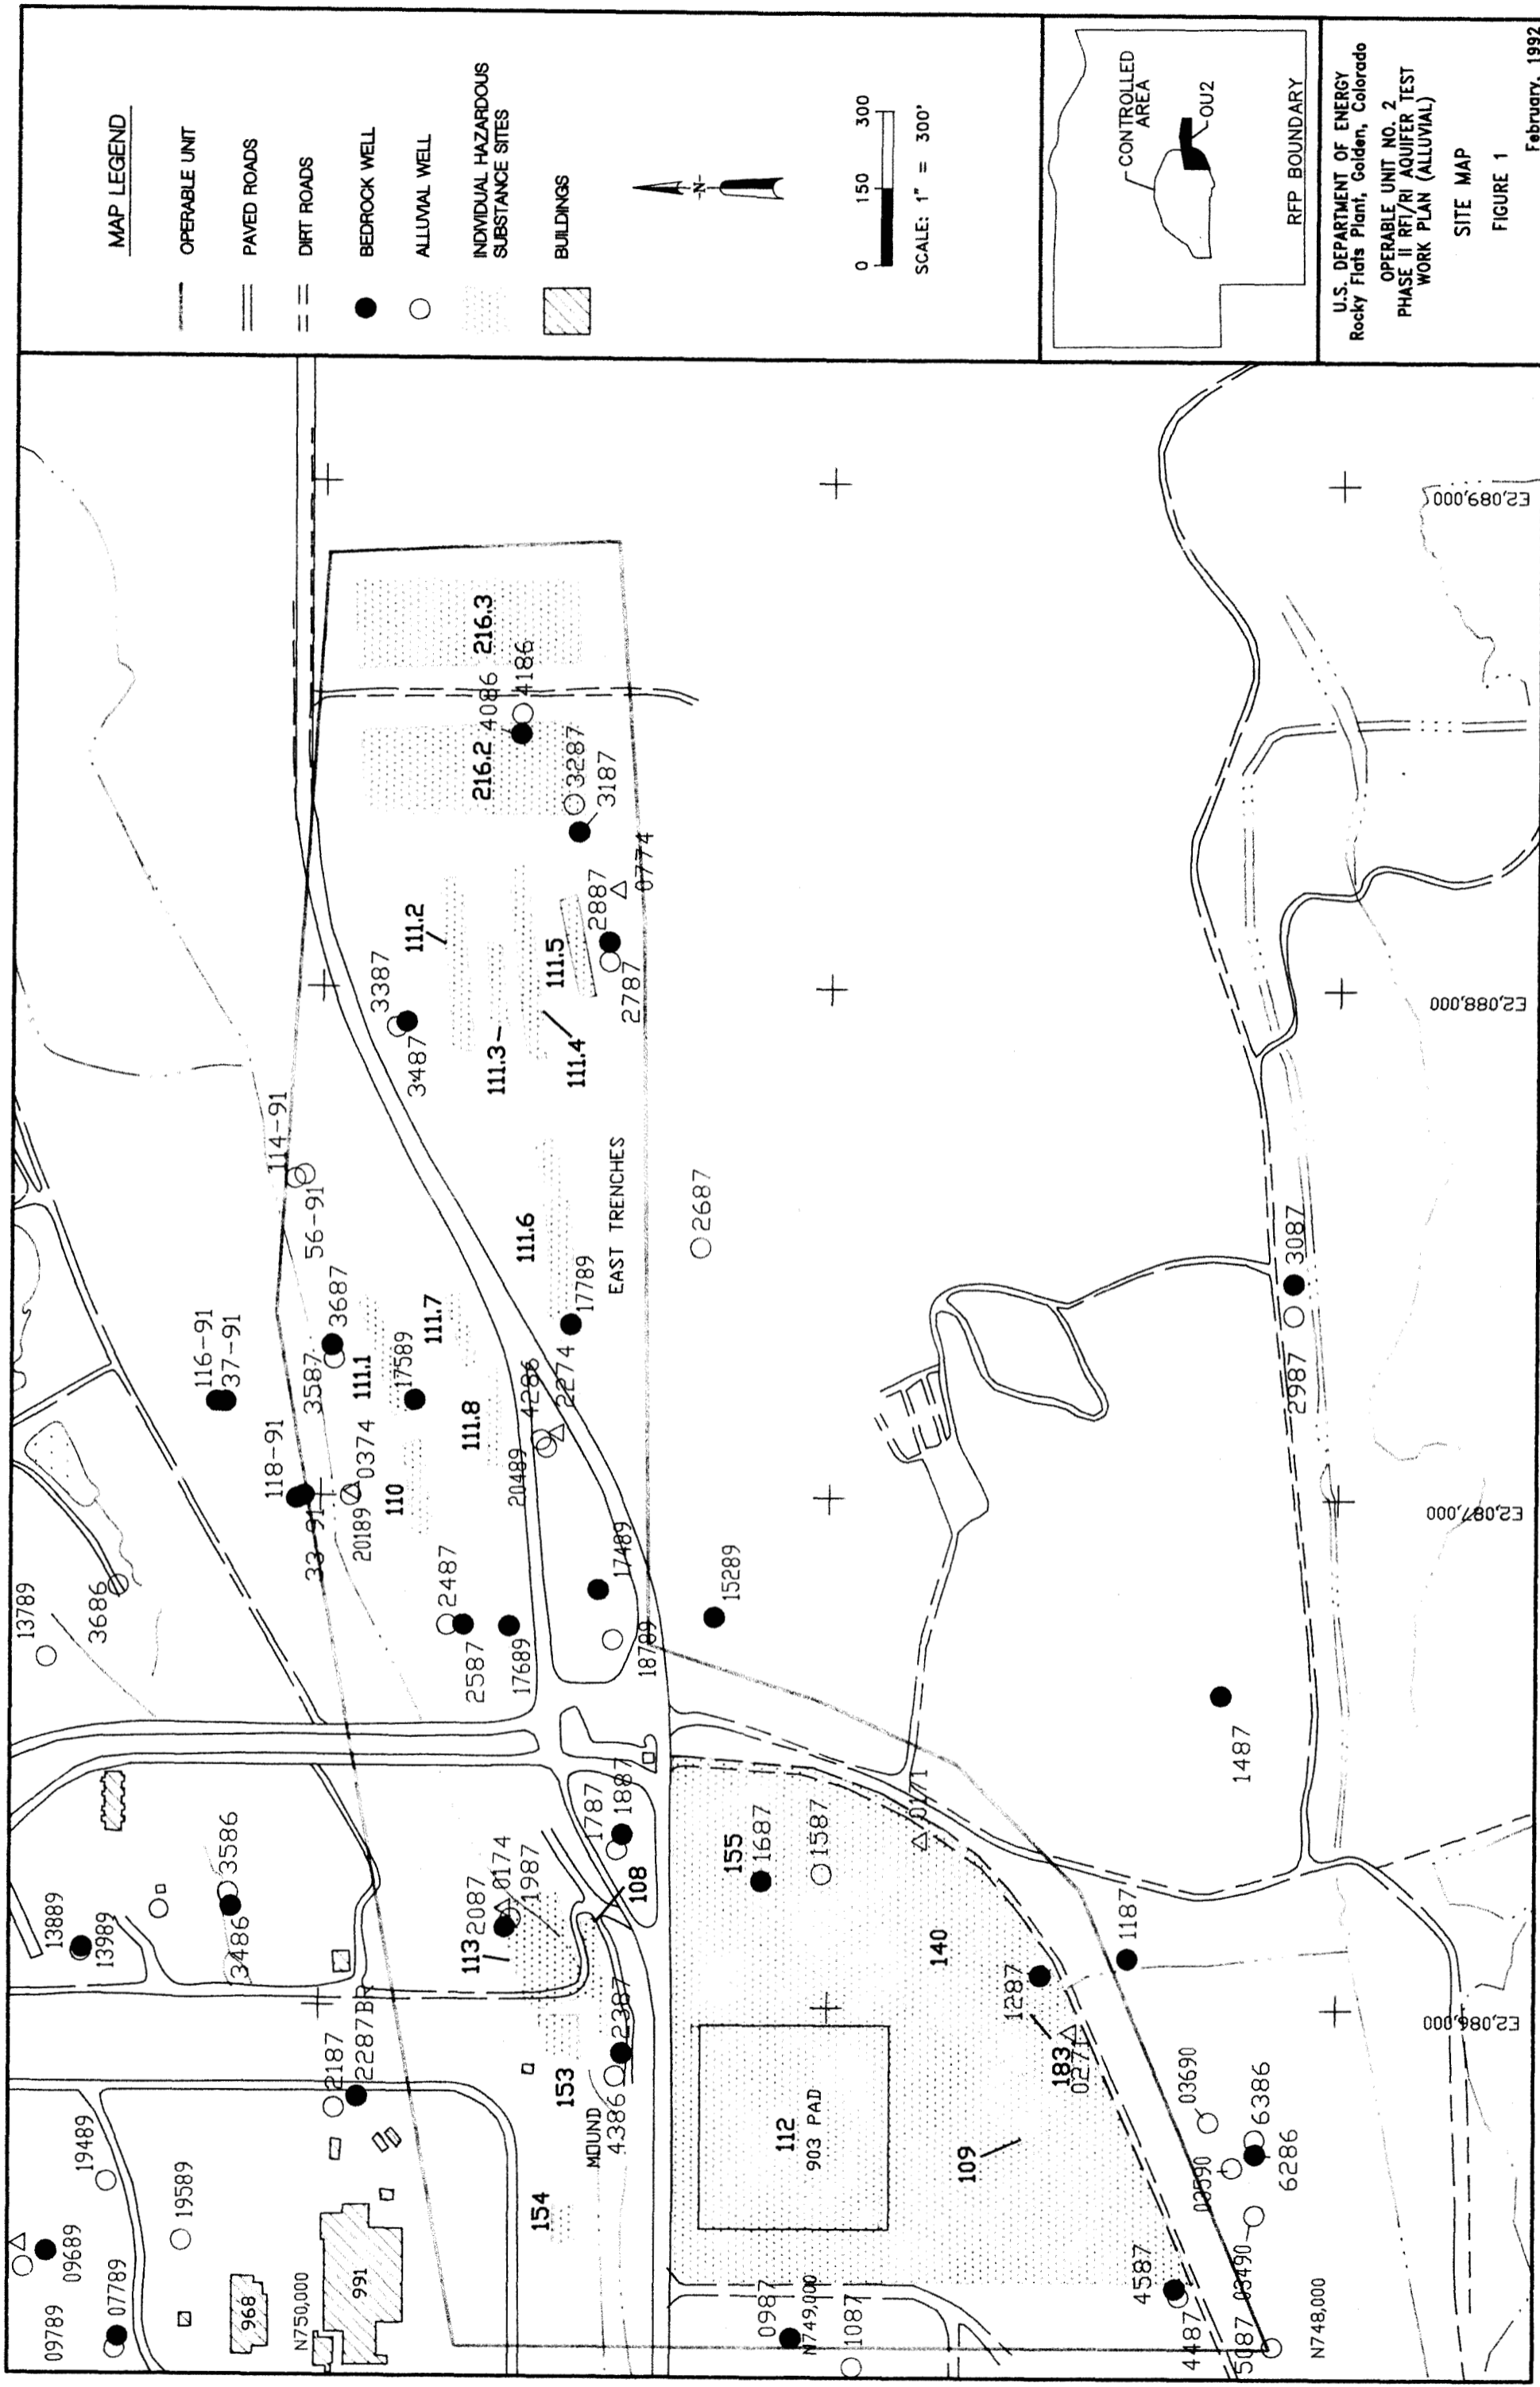 MAP LEGEND
OPERABLE UNIT
PAVED ROADS
DIRT ROADS
BEDROCK WELL
ALLUVIAL WELL
INDIVIDUAL HAZARDOUS
SUBSTANCE SITES
BUILDINGS
-N-
0 150 300
SCALE: 1" = 300'
CONTROLLED
AREA
OU2
RFP BOUNDARY
U.S. DEPARTMENT OF ENERGY
Rocky Flats Plant, Golden, Colorado
OPERABLE UNIT NO. 2
PHASE II RFI/RI AQUIFER TEST
WORK PLAN (ALLUVIAL)
SITE MAP
FIGURE 1
February, 1992
09789
09689
07789
19489
19589
968
991
N750,000
13889
13989
3586
3486
2187
2287BR
13789
3686
118-91
33-91
116-91
37-91
114-91
56-91
3687
3587
20189
0374
110
111.1
17589
111.7
111.8
2487
2587
17689
20489
4286
2274
17789
111.6
EAST TRENCHES
17489
18789
15289
2687
3387
3487
111.2
111.3
111.4
111.5
2887
2787
0774
3187
3287
216.2
4086
4186
216.3
113
2087
0174
1987
1787
1887
108
153
2387
4386
MOUND
154
155
1687
1587
0171
140
112
903 PAD
109
1287
183
0271
1187
1487
0987
N749,000
1087
4587
4487
5087
03490
03590
03690
6386
6286
N748,000
2987
3087
E2,086,000
E2,087,000
E2,088,000
E2,089,000